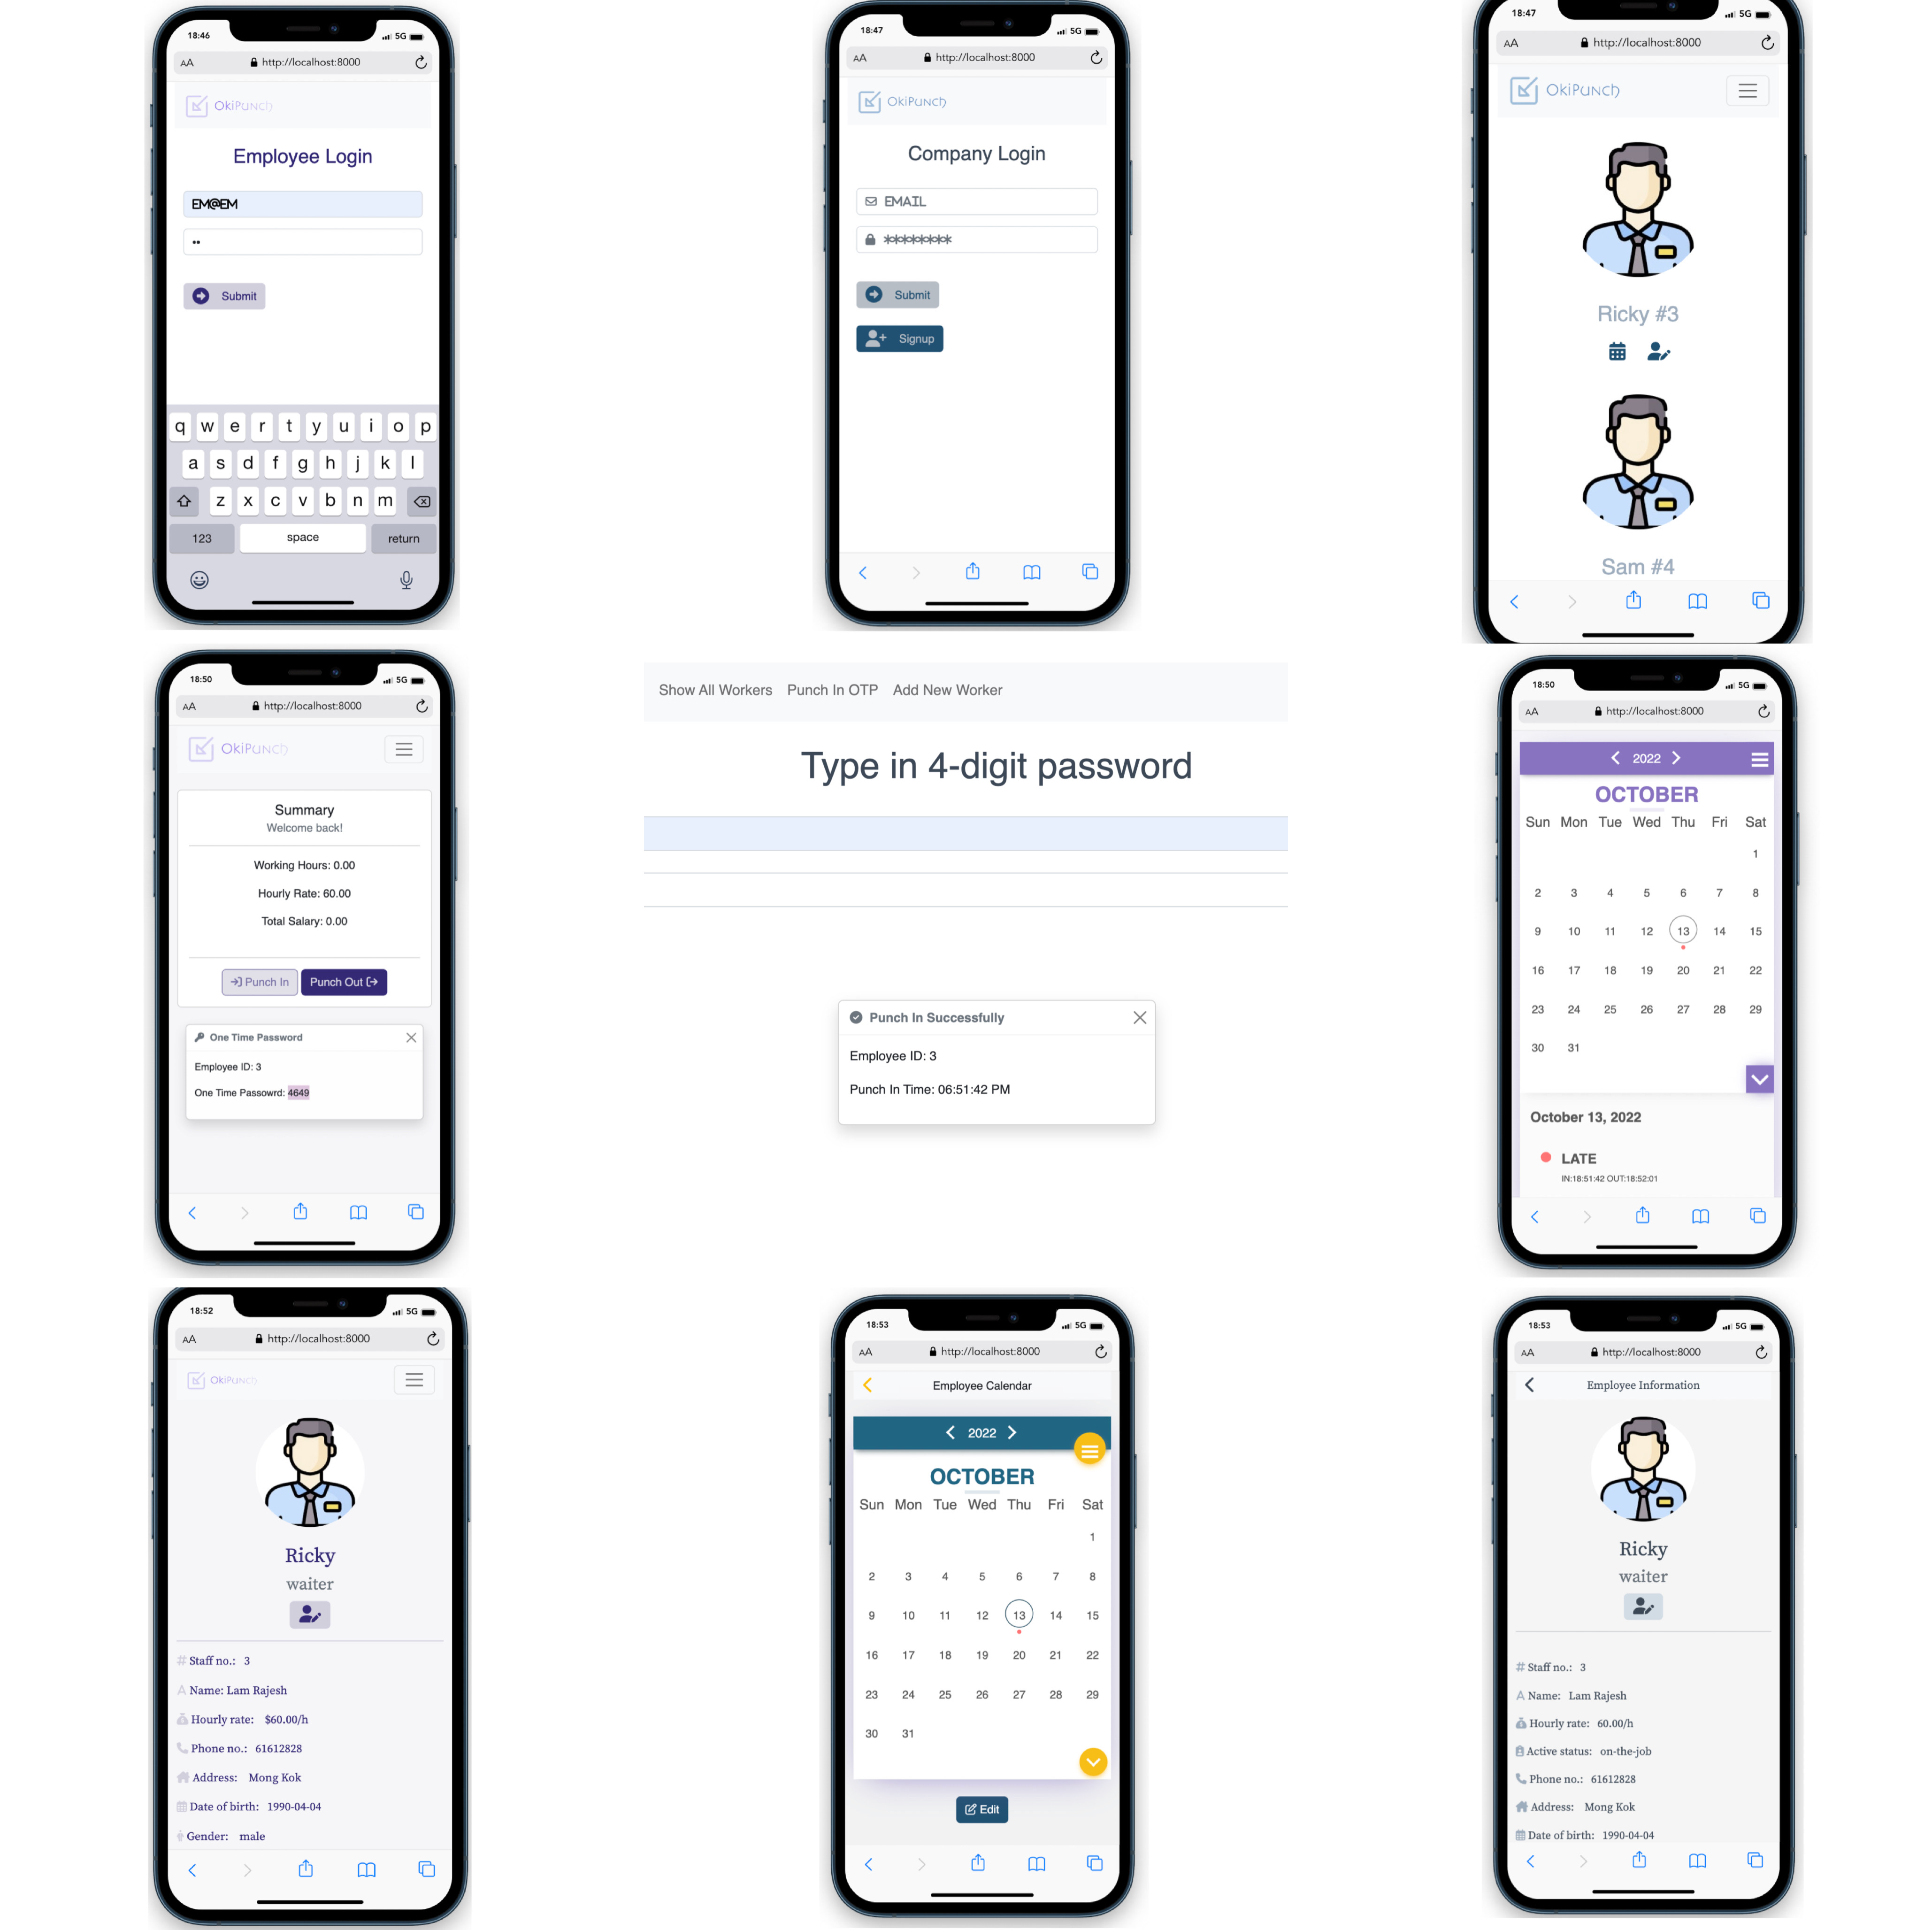 18:46
5G
AA http://localhost:8000
OkiPunch
Employee Login
EM@EM
••
Submit
q w e r t y u i o p
a s d f g h j k l
z x c v b n m
123 space return
18:47
5G
AA http://localhost:8000
OkiPunch
Company Login
EMAIL
********
Submit
Signup
18:47
5G
AA http://localhost:8000
OkiPunch
Ricky #3
Sam #4
18:50
5G
AA http://localhost:8000
OkiPunch
Summary
Welcome back!
Working Hours: 0.00
Hourly Rate: 60.00
Total Salary: 0.00
Punch In Punch Out
One Time Password
Employee ID: 3
One Time Passowrd: 4649
Show All Workers Punch In OTP Add New Worker
Type in 4-digit password
Punch In Successfully
Employee ID: 3
Punch In Time: 06:51:42 PM
18:50
5G
AA http://localhost:8000
2022
OCTOBER
Sun Mon Tue Wed Thu Fri Sat
1
2 3 4 5 6 7 8
9 10 11 12 13 14 15
16 17 18 19 20 21 22
23 24 25 26 27 28 29
30 31
October 13, 2022
LATE
IN:18:51:42 OUT:18:52:01
18:52
5G
AA http://localhost:8000
OkiPunch
Ricky
waiter
# Staff no.: 3
A Name: Lam Rajesh
Hourly rate: $60.00/h
Phone no.: 61612828
Address: Mong Kok
Date of birth: 1990-04-04
Gender: male
18:53
5G
AA http://localhost:8000
Employee Calendar
2022
OCTOBER
Sun Mon Tue Wed Thu Fri Sat
1
2 3 4 5 6 7 8
9 10 11 12 13 14 15
16 17 18 19 20 21 22
23 24 25 26 27 28 29
30 31
Edit
18:53
5G
AA http://localhost:8000
Employee Information
Ricky
waiter
# Staff no.: 3
A Name: Lam Rajesh
Hourly rate: 60.00/h
Active status: on-the-job
Phone no.: 61612828
Address: Mong Kok
Date of birth: 1990-04-04